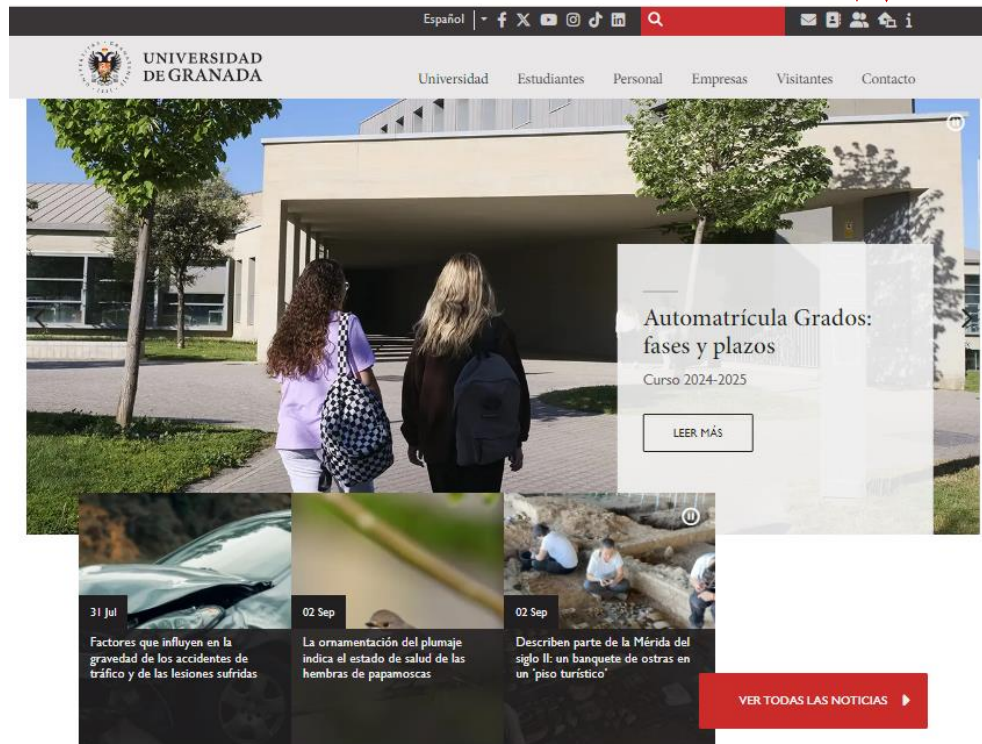 Español
UNIVERSIDAD
DE GRANADA
Universidad Estudiantes Personal Empresas Visitantes Contacto
Automatrícula Grados:
fases y plazos
Curso 2024-2025
LEER MÁS
31 Jul
Factores que influyen en la
gravedad de los accidentes de
tráfico y de las lesiones sufridas
02 Sep
La ornamentación del plumaje
indica el estado de salud de las
hembras de papamoscas
02 Sep
Describen parte de la Mérida del
siglo II: un banquete de ostras en
un 'piso turístico'
VER TODAS LAS NOTICIAS